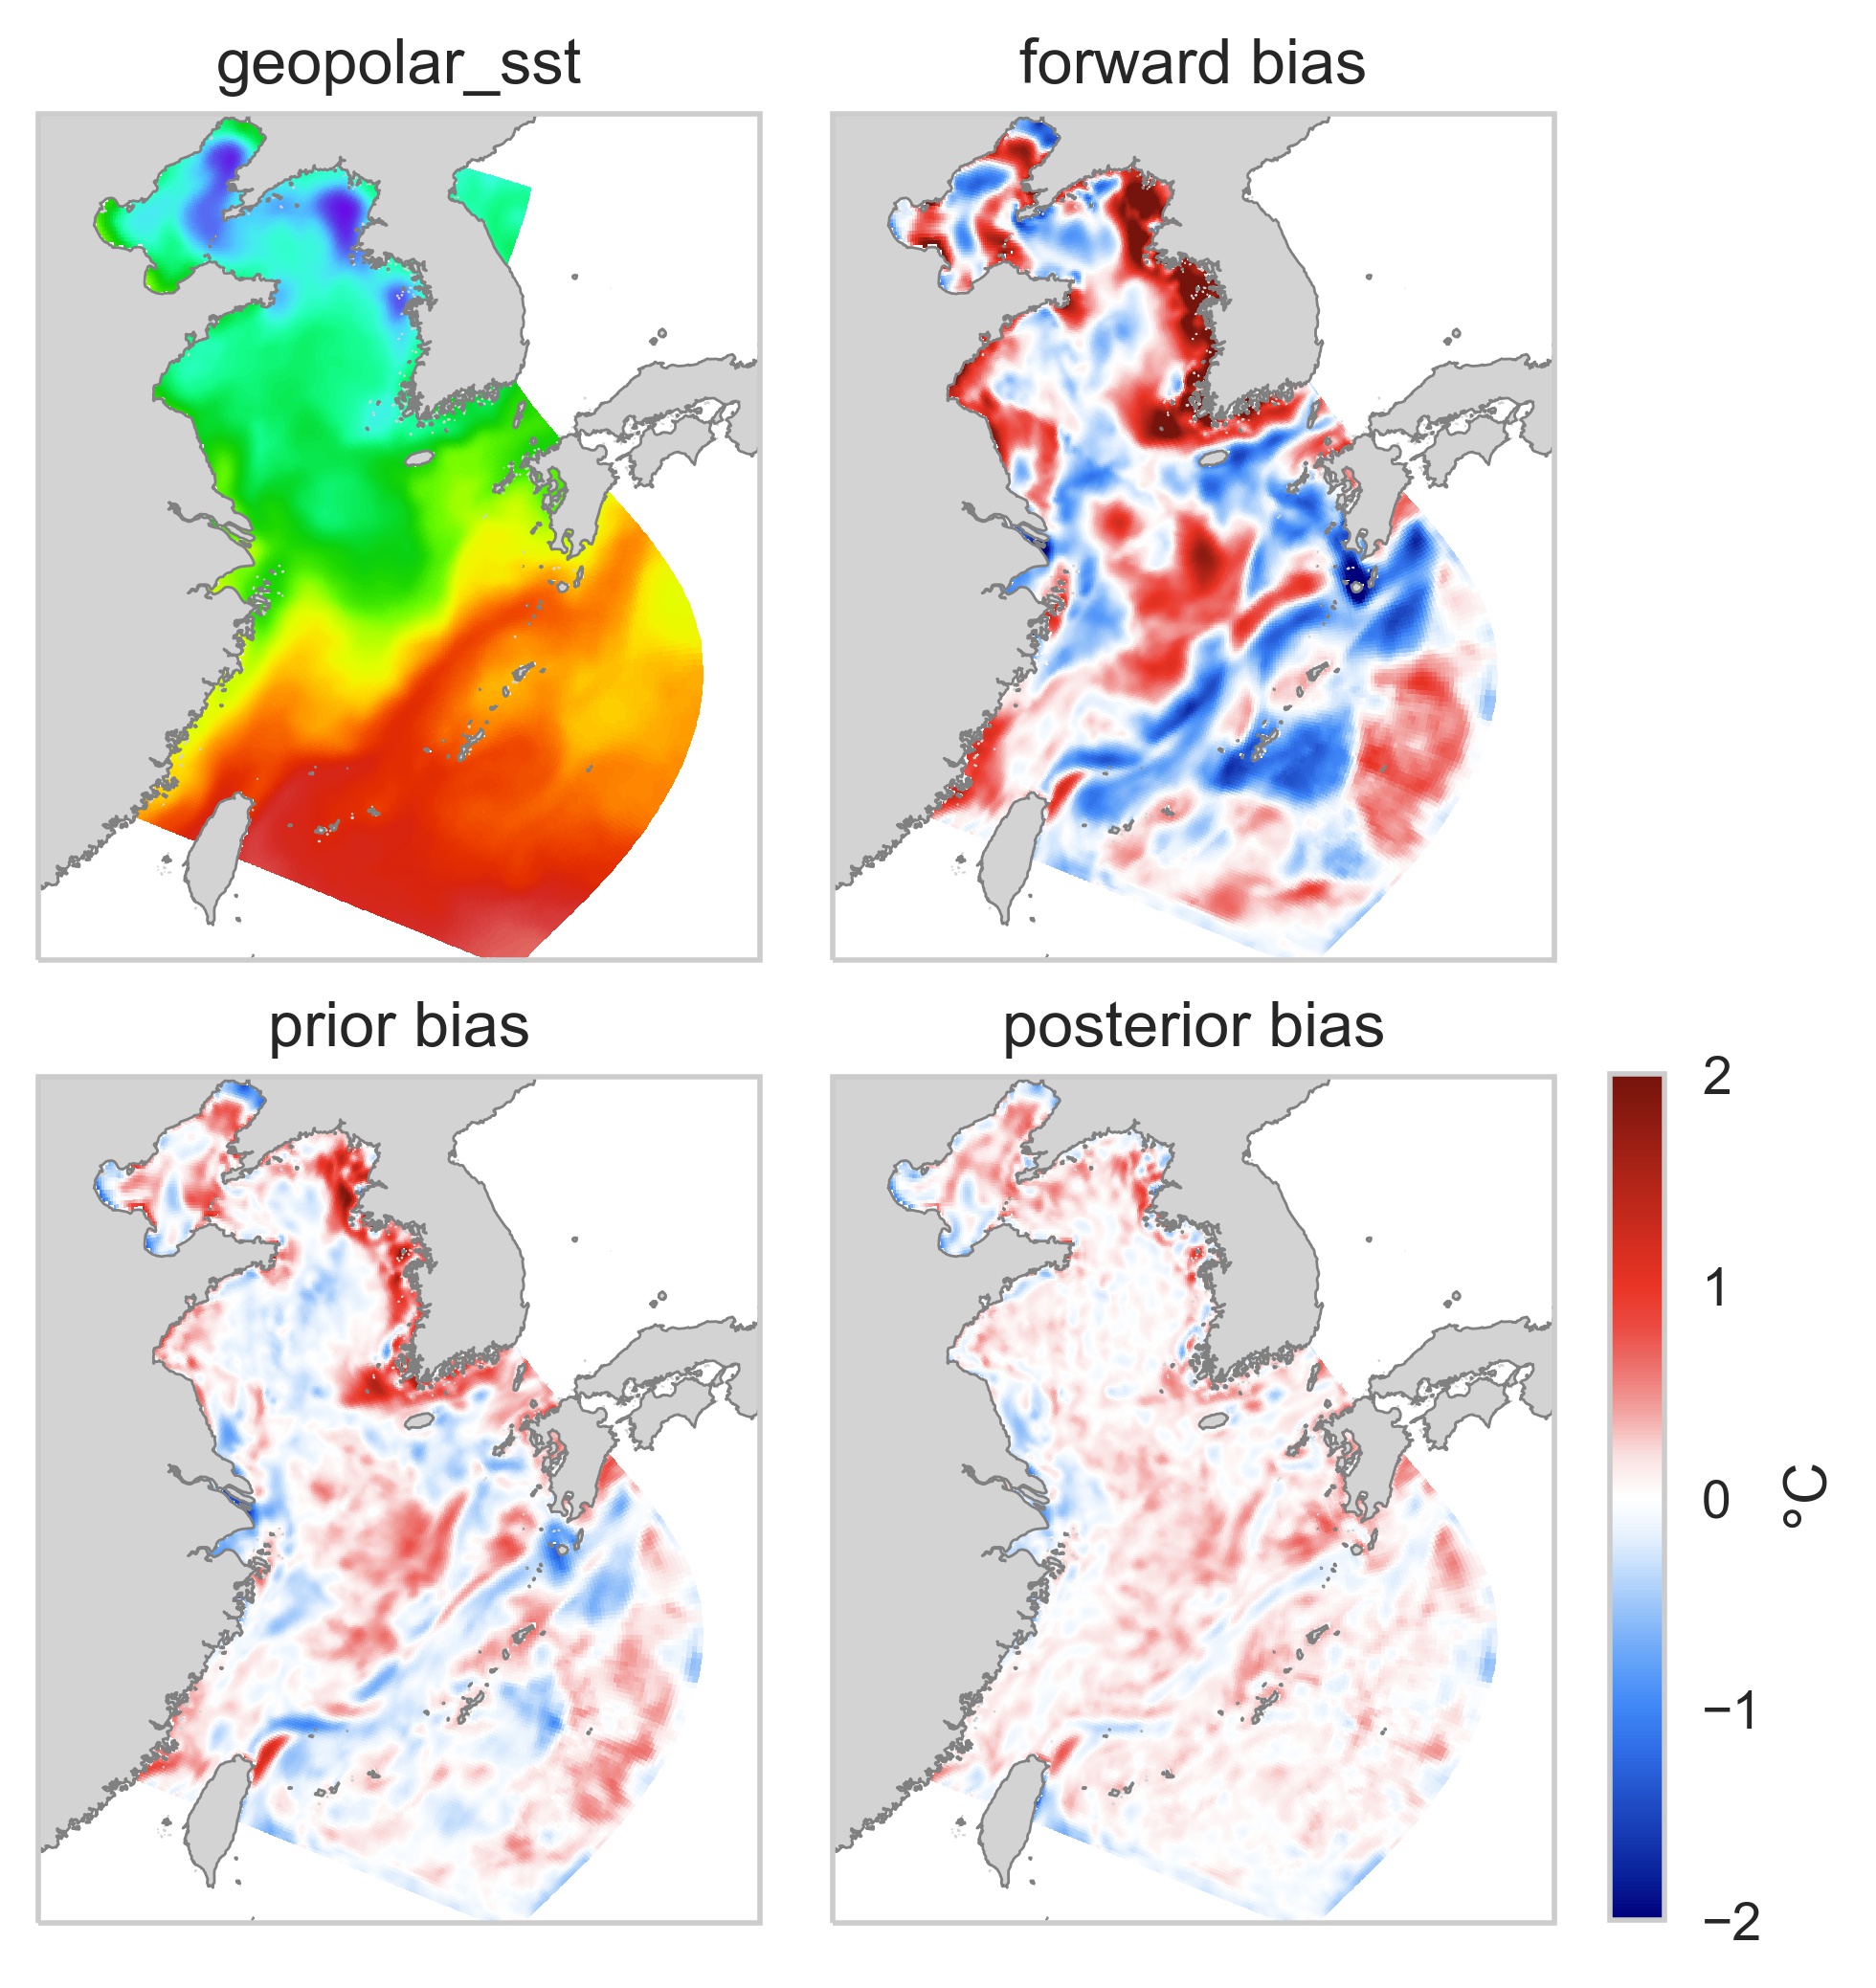 geopolar_sst
forward bias
prior bias
posterior bias
2
1
0
−1
−2
°C